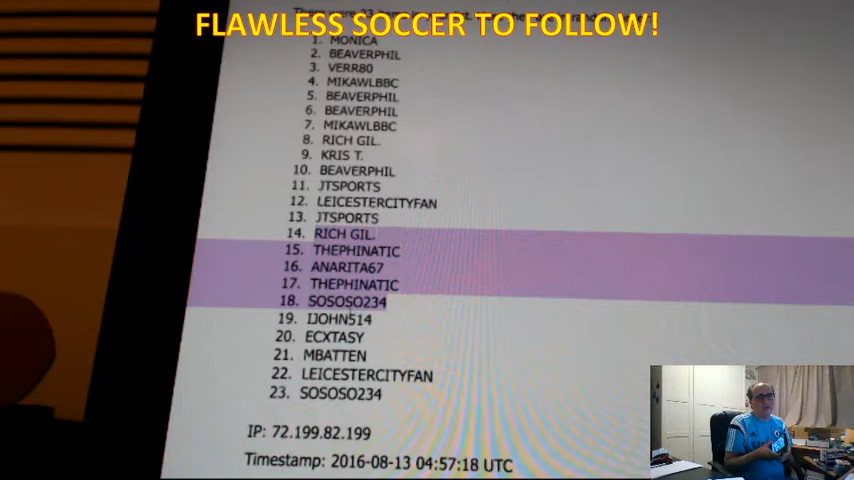 FLAWLESS SOCCER TO FOLLOW!
1. MONICA
2. BEAVERPHIL
3. VERR80
4. MIKAWLBBC
5. BEAVERPHIL
6. BEAVERPHIL
7. MIKAWLBBC
8. RICH GIL.
9. KRIS T.
10. BEAVERPHIL
11. JTSPORTS
12. LEICESTERCITYFAN
13. JTSPORTS
14. RICH GIL.
15. THEPHINATIC
16. ANARITA67
17. THEPHINATIC
18. SOSOSO234
19. IJOHN514
20. ECXTASY
21. MBATTEN
22. LEICESTERCITYFAN
23. SOSOSO234
IP: 72.199.82.199
Timestamp: 2016-08-13 04:57:18 UTC